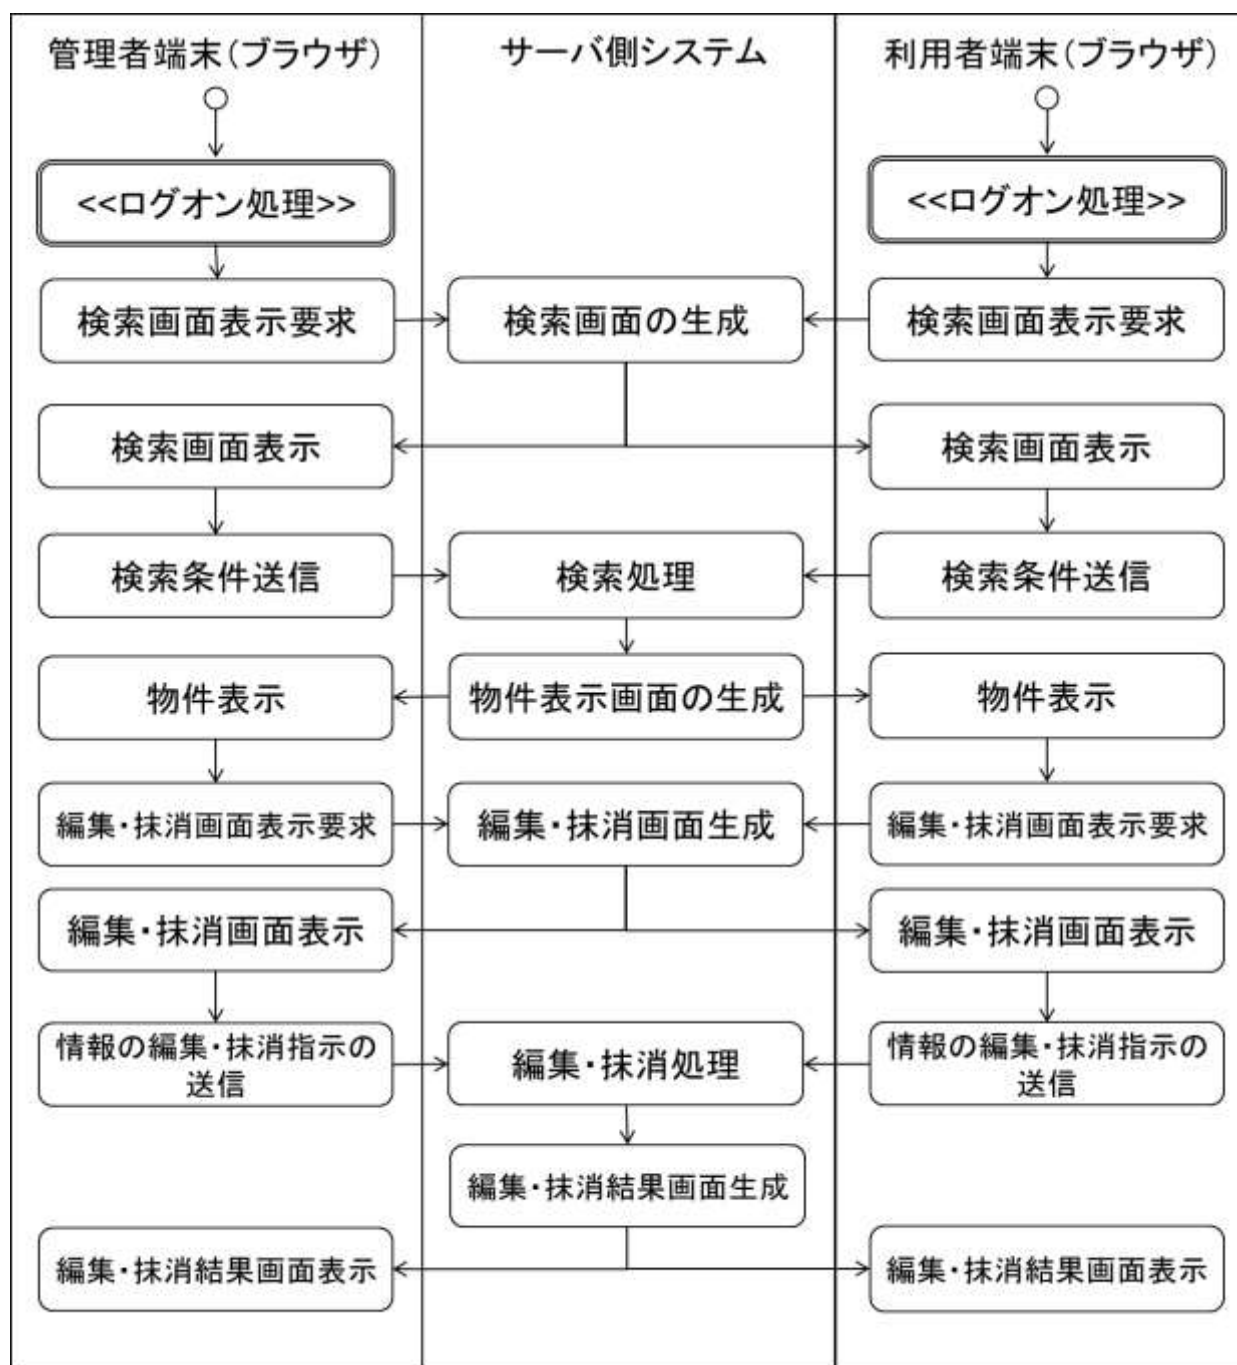 管理者端末(ブラウザ)
サーバ側システム
利用者端末(ブラウザ)
<<ログオン処理>>
<<ログオン処理>>
検索画面表示要求
検索画面の生成
検索画面表示要求
検索画面表示
検索画面表示
検索条件送信
検索処理
検索条件送信
物件表示
物件表示画面の生成
物件表示
編集・抹消画面表示要求
編集・抹消画面生成
編集・抹消画面表示要求
編集・抹消画面表示
編集・抹消画面表示
情報の編集・抹消指示の
送信
編集・抹消処理
情報の編集・抹消指示の
送信
編集・抹消結果画面生成
編集・抹消結果画面表示
編集・抹消結果画面表示